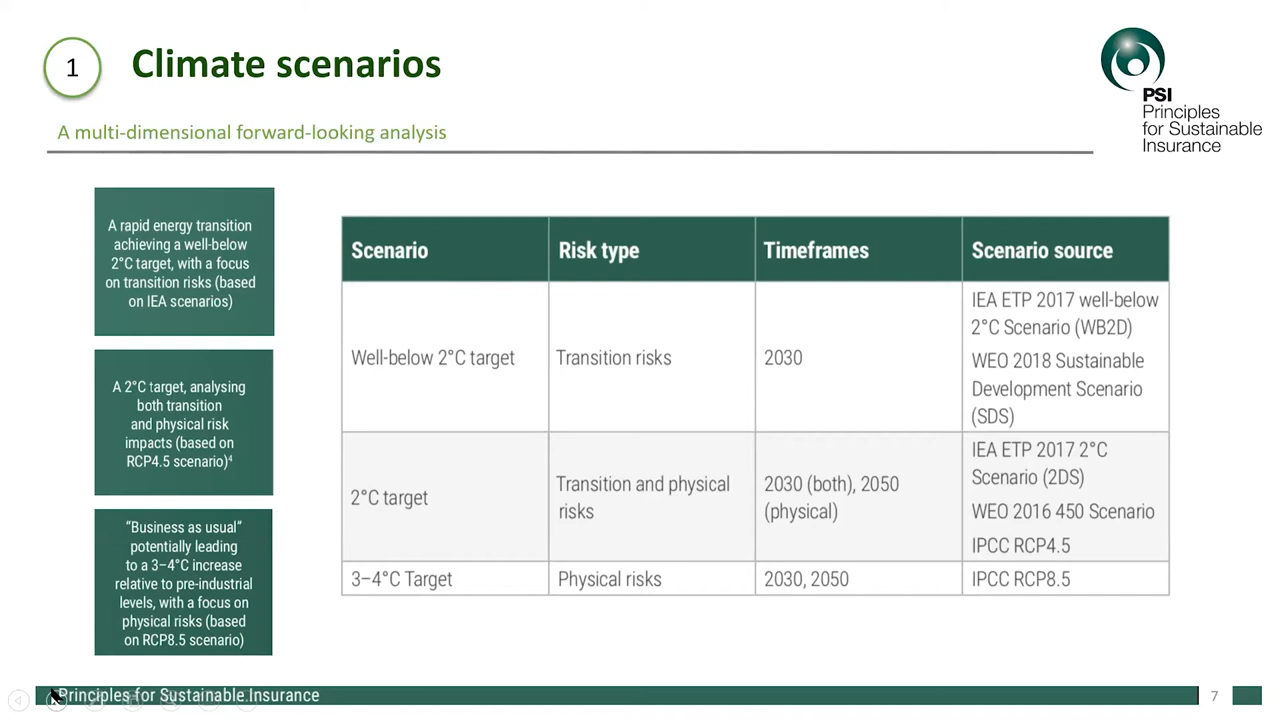 1
Climate scenarios
A multi-dimensional forward-looking analysis
PSI
Principles
for Sustainable
Insurance
A rapid energy transition
achieving a well-below
2°C target, with a focus
on transition risks (based
on IEA scenarios)
A 2°C target, analysing
both transition
and physical risk
impacts (based on
RCP4.5 scenario)⁴
“Business as usual”
potentially leading
to a 3–4°C increase
relative to pre-industrial
levels, with a focus on
physical risks (based
on RCP8.5 scenario)
Scenario
Risk type
Timeframes
Scenario source
Well-below 2°C target
Transition risks
2030
IEA ETP 2017 well-below
2°C Scenario (WB2D)
WEO 2018 Sustainable
Development Scenario
(SDS)
2°C target
Transition and physical
risks
2030 (both), 2050
(physical)
IEA ETP 2017 2°C
Scenario (2DS)
WEO 2016 450 Scenario
IPCC RCP4.5
3–4°C Target
Physical risks
2030, 2050
IPCC RCP8.5
Principles for Sustainable Insurance
7